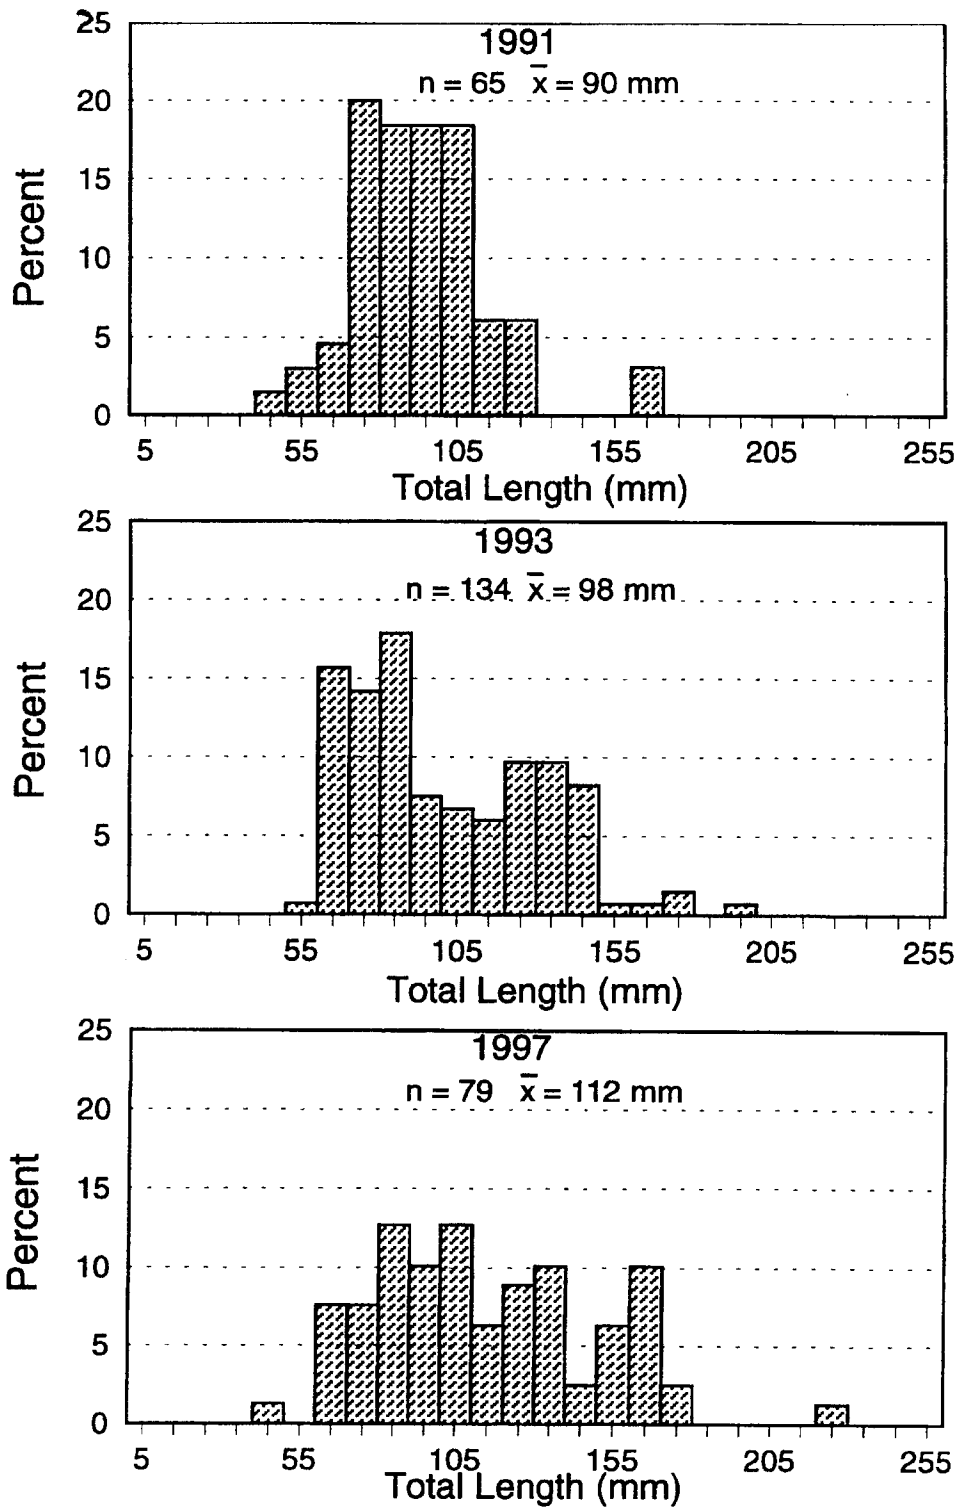 25
1991
n = 65 x̄ = 90 mm
20
15
10
5
0
Percent
5 55 105 155 205 255
Total Length (mm)
25
1993
n = 134 x̄ = 98 mm
20
15
10
5
0
Percent
5 55 105 155 205 255
Total Length (mm)
25
1997
n = 79 x̄ = 112 mm
20
15
10
5
0
Percent
5 55 105 155 205 255
Total Length (mm)